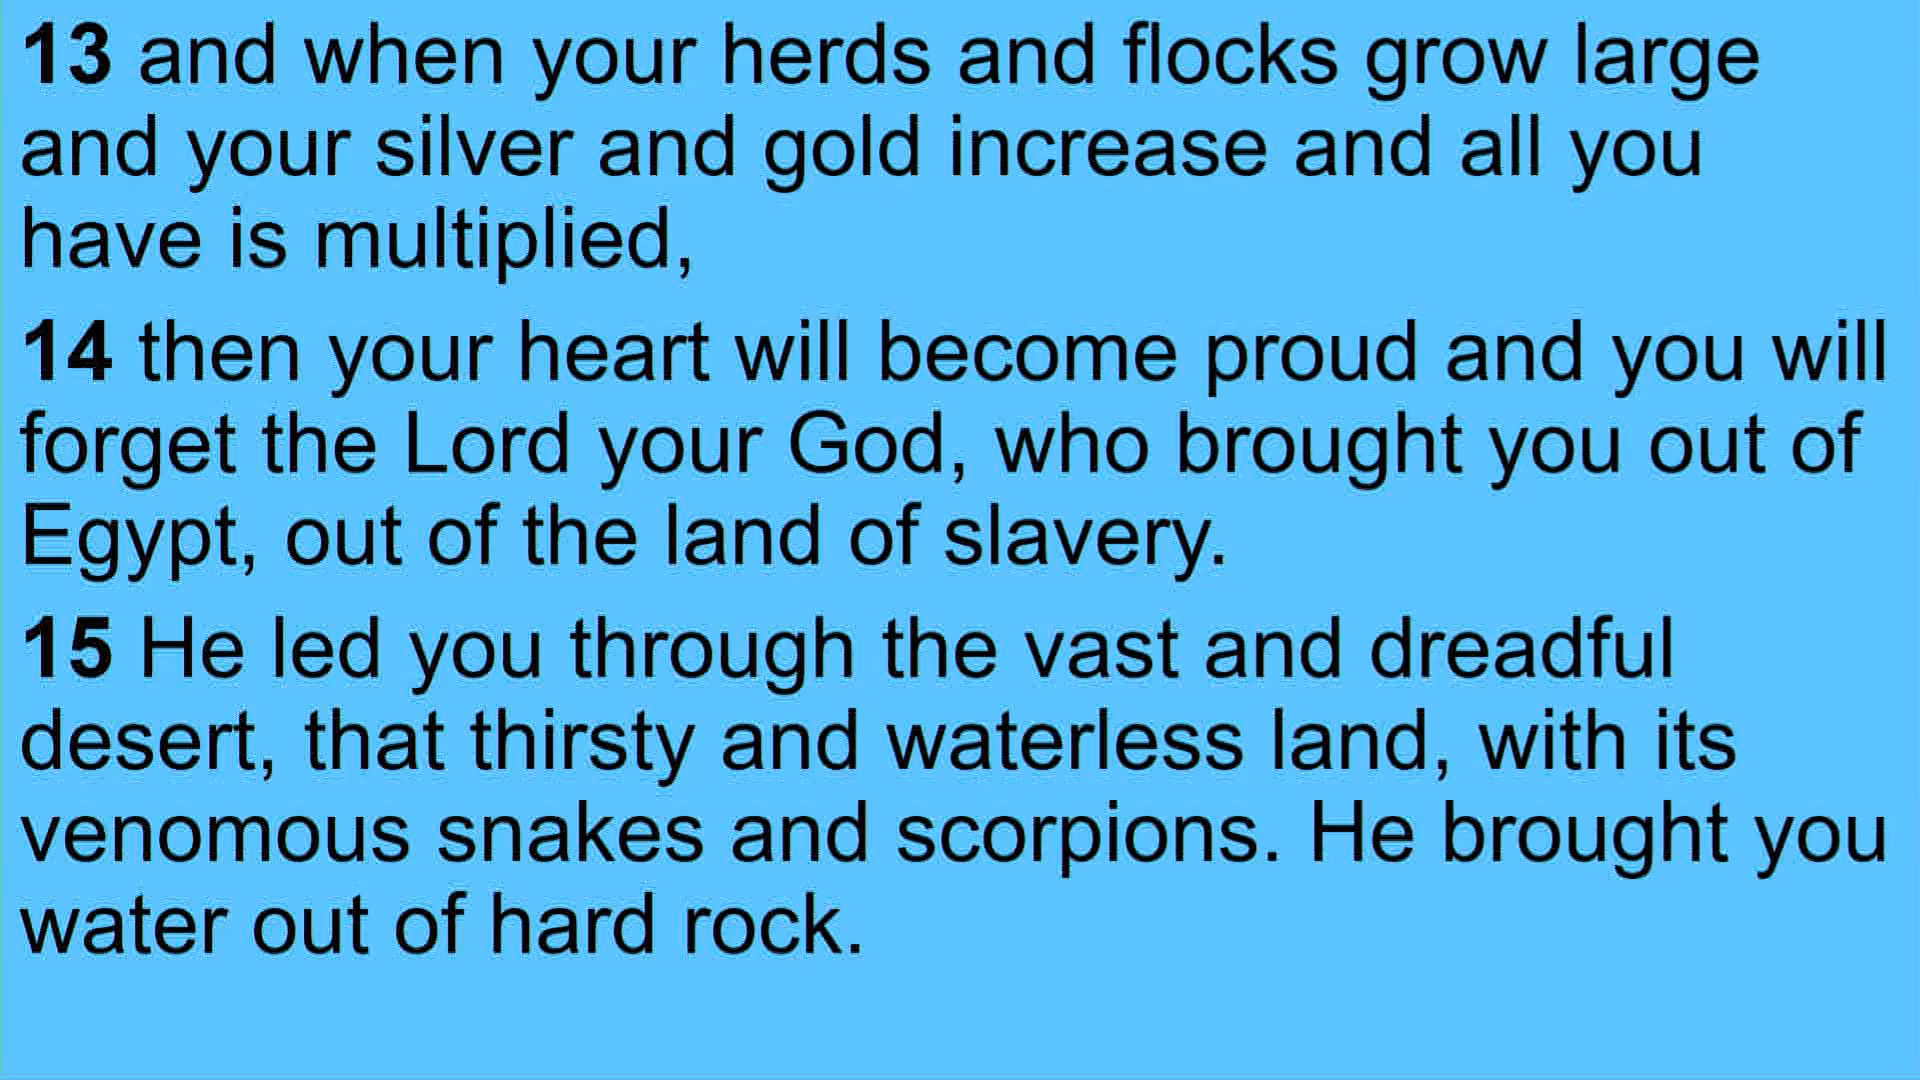 13 and when your herds and flocks grow large
and your silver and gold increase and all you
have is multiplied,
14 then your heart will become proud and you will
forget the Lord your God, who brought you out of
Egypt, out of the land of slavery.
15 He led you through the vast and dreadful
desert, that thirsty and waterless land, with its
venomous snakes and scorpions. He brought you
water out of hard rock.